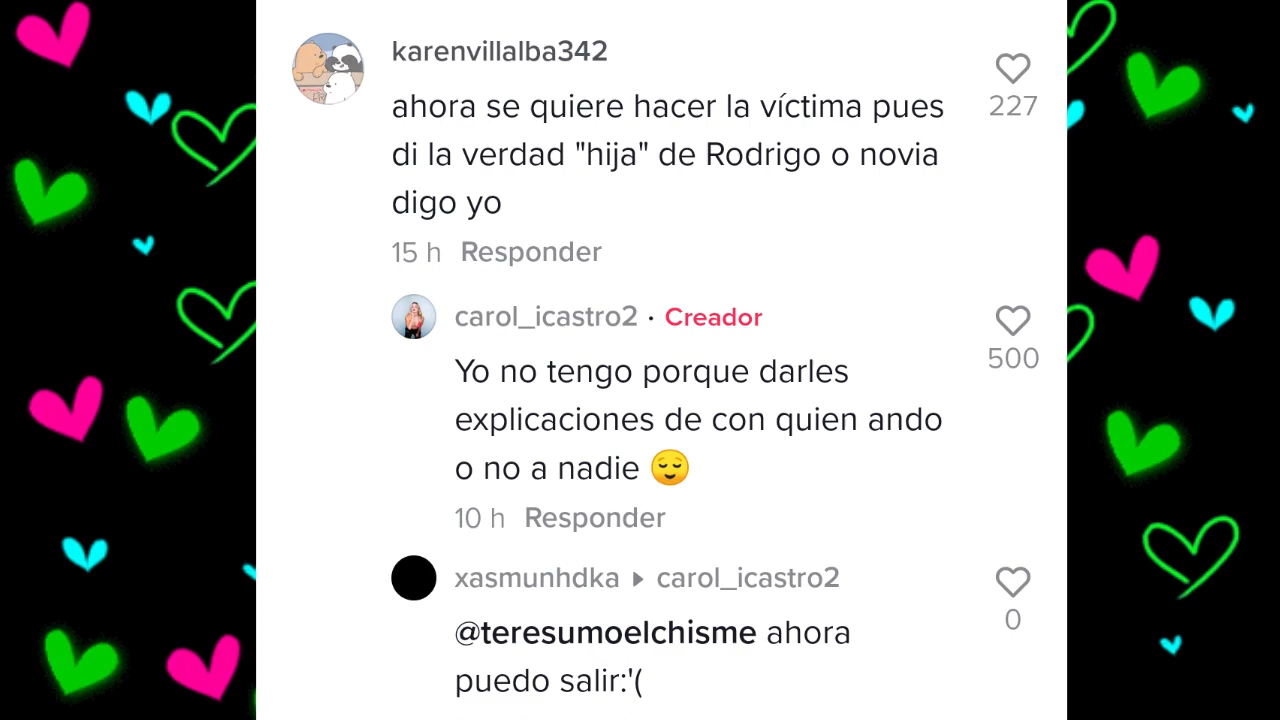 karenvillalba342
227
ahora se quiere hacer la víctima pues
di la verdad "hija" de Rodrigo o novia
digo yo
15 h Responder
carol_icastro2 · Creador
500
Yo no tengo porque darles
explicaciones de con quien ando
o no a nadie 😌
10 h Responder
xasmunhdka ▸ carol_icastro2
0
@teresumoelchisme ahora
puedo salir:'(